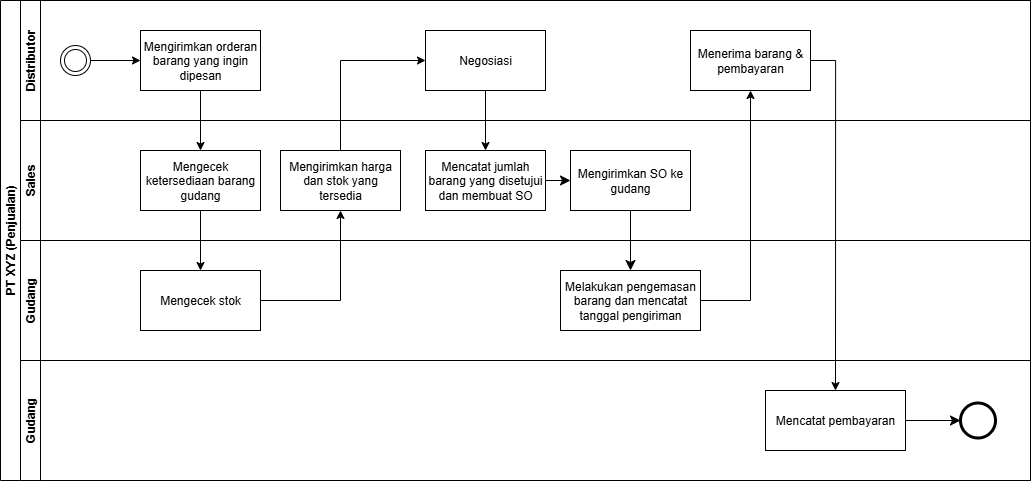 PT XYZ (Penjualan)
Distributor
Mengirimkan orderan
barang yang ingin
dipesan
Negosiasi
Menerima barang &
pembayaran
Sales
Mengecek
ketersediaan barang
gudang
Mengirimkan harga
dan stok yang
tersedia
Mencatat jumlah
barang yang disetujui
dan membuat SO
Mengirimkan SO ke
gudang
Gudang
Mengecek stok
Melakukan pengemasan
barang dan mencatat
tanggal pengiriman
Gudang
Mencatat pembayaran